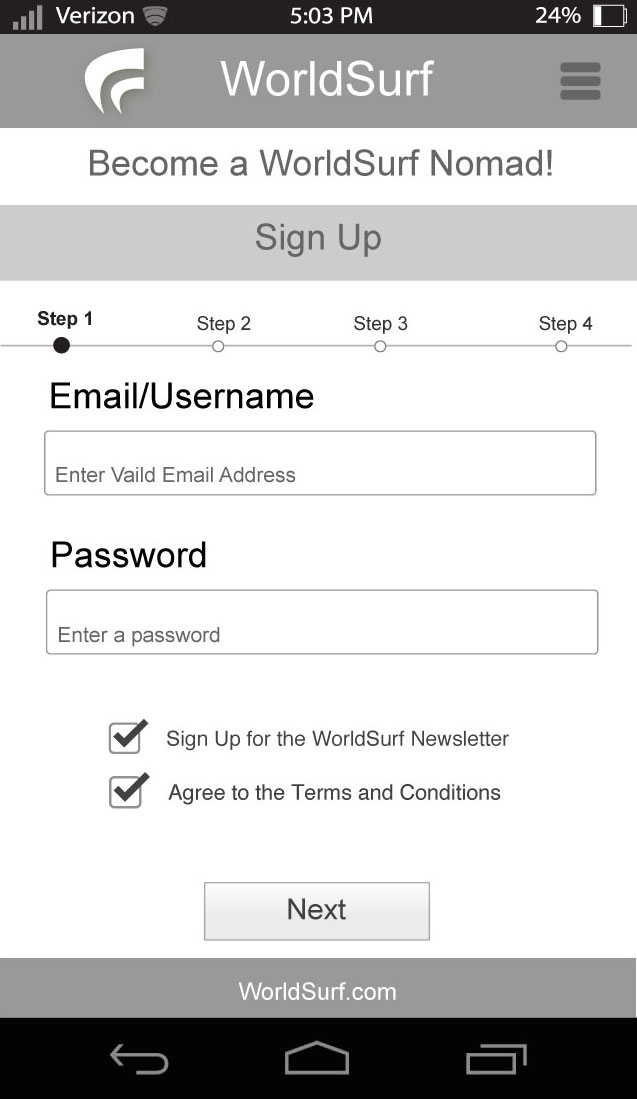 Verizon 5:03 PM 24%
WorldSurf
Become a WorldSurf Nomad!
Sign Up
Step 1 Step 2 Step 3 Step 4
Email/Username
Enter Vaild Email Address
Password
Enter a password
Sign Up for the WorldSurf Newsletter
Agree to the Terms and Conditions
Next
WorldSurf.com